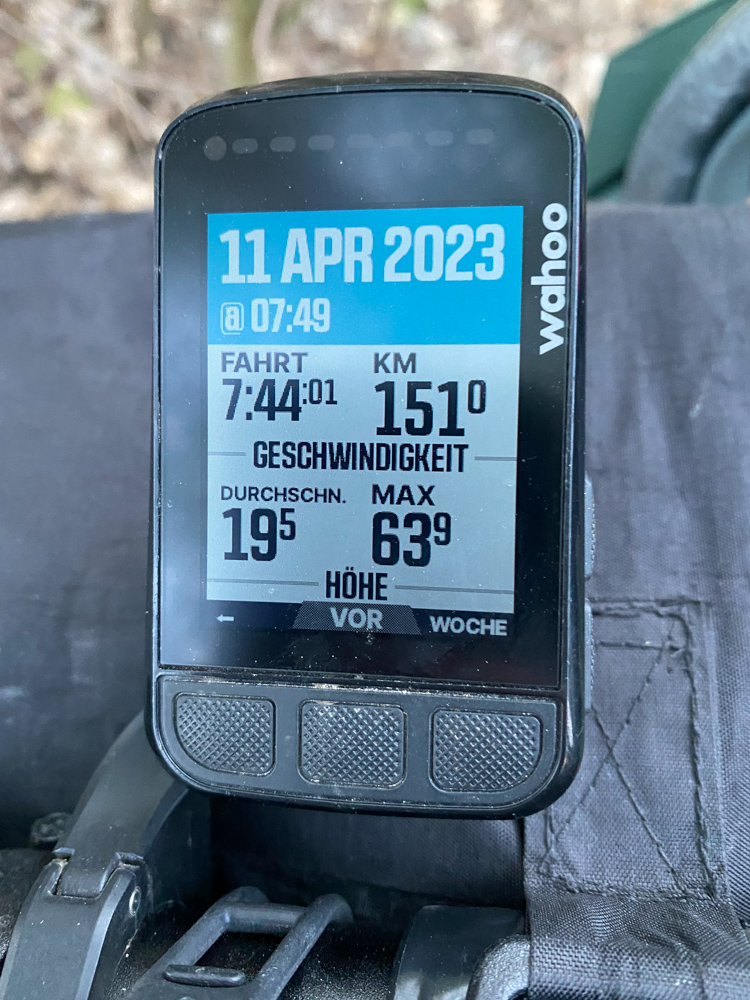 wahoo
11 APR 2023
@ 07:49
FAHRT KM
7:44:01 151⁰
GESCHWINDIGKEIT
DURCHSCHN. MAX
19⁵ 63⁹
HÖHE
← VOR WOCHE